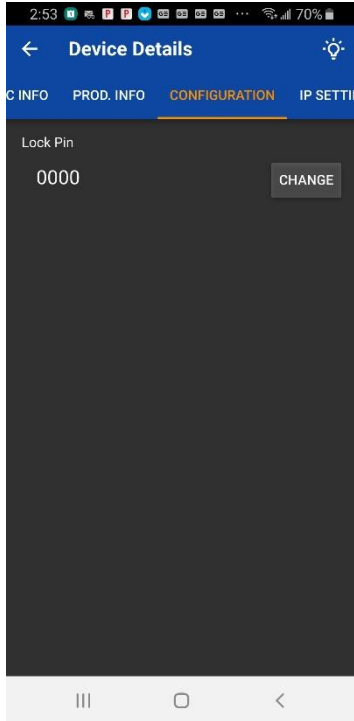 2:53 70%
Device Details
C INFO PROD. INFO CONFIGURATION IP SETTI
Lock Pin
0000 CHANGE